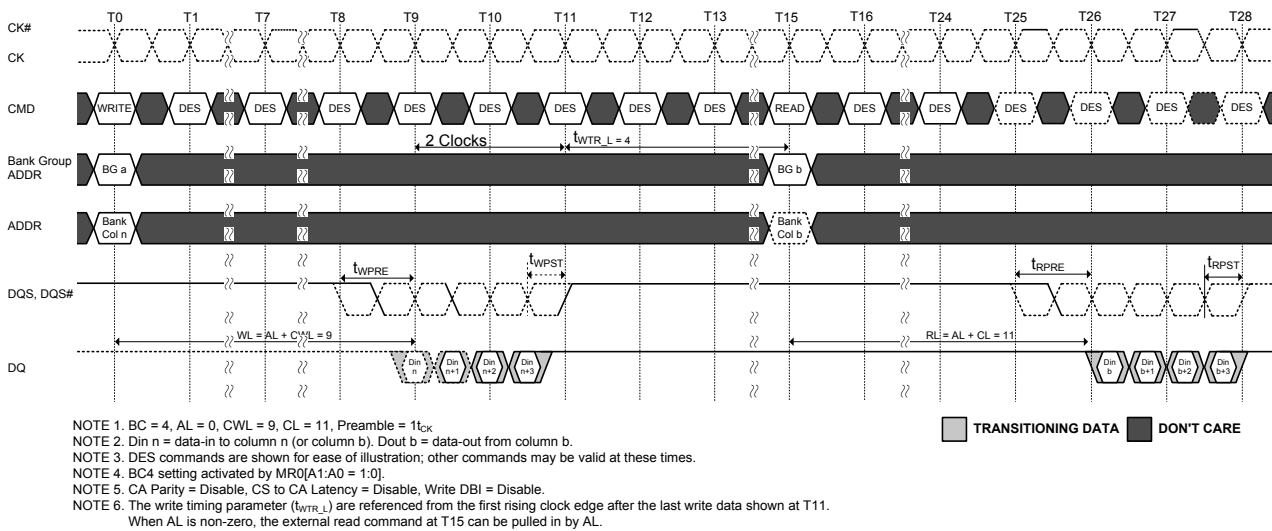 T0 T1 T7 T8 T9 T10 T11 T12 T13 T15 T16 T24 T25 T26 T27 T28
CK#
CK
CMD WRITE DES DES DES DES DES DES DES DES READ DES DES DES DES DES DES
2 Clocks tWTR_L = 4
Bank Group
ADDR BG a BG b
ADDR Bank
Col n Bank
Col b
tWPRE tWPST tRPRE tRPST
DQS, DQS#
WL = AL + CWL = 9 RL = AL + CL = 11
DQ Din
n Din
n+1 Din
n+2 Din
n+3 Din
b Din
b+1 Din
b+2 Din
b+3
NOTE 1. BC = 4, AL = 0, CWL = 9, CL = 11, Preamble = 1tCK
NOTE 2. Din n = data-in to column n (or column b). Dout b = data-out from column b.
NOTE 3. DES commands are shown for ease of illustration; other commands may be valid at these times.
NOTE 4. BC4 setting activated by MR0[A1:A0 = 1:0].
NOTE 5. CA Parity = Disable, CS to CA Latency = Disable, Write DBI = Disable.
NOTE 6. The write timing parameter (tWTR_L) are referenced from the first rising clock edge after the last write data shown at T11.
When AL is non-zero, the external read command at T15 can be pulled in by AL.
TRANSITIONING DATA DON'T CARE